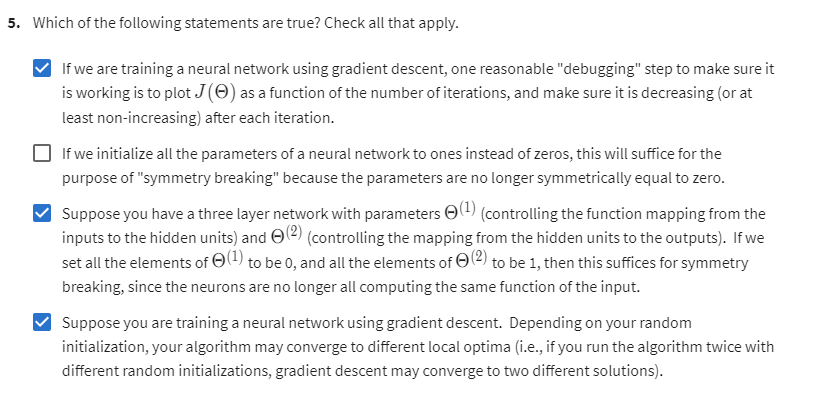 5. Which of the following statements are true? Check all that apply.
If we are training a neural network using gradient descent, one reasonable "debugging" step to make sure it
is working is to plot J(Θ) as a function of the number of iterations, and make sure it is decreasing (or at
least non-increasing) after each iteration.
If we initialize all the parameters of a neural network to ones instead of zeros, this will suffice for the
purpose of "symmetry breaking" because the parameters are no longer symmetrically equal to zero.
Suppose you have a three layer network with parameters Θ⁽¹⁾ (controlling the function mapping from the
inputs to the hidden units) and Θ⁽²⁾ (controlling the mapping from the hidden units to the outputs). If we
set all the elements of Θ⁽¹⁾ to be 0, and all the elements of Θ⁽²⁾ to be 1, then this suffices for symmetry
breaking, since the neurons are no longer all computing the same function of the input.
Suppose you are training a neural network using gradient descent. Depending on your random
initialization, your algorithm may converge to different local optima (i.e., if you run the algorithm twice with
different random initializations, gradient descent may converge to two different solutions).